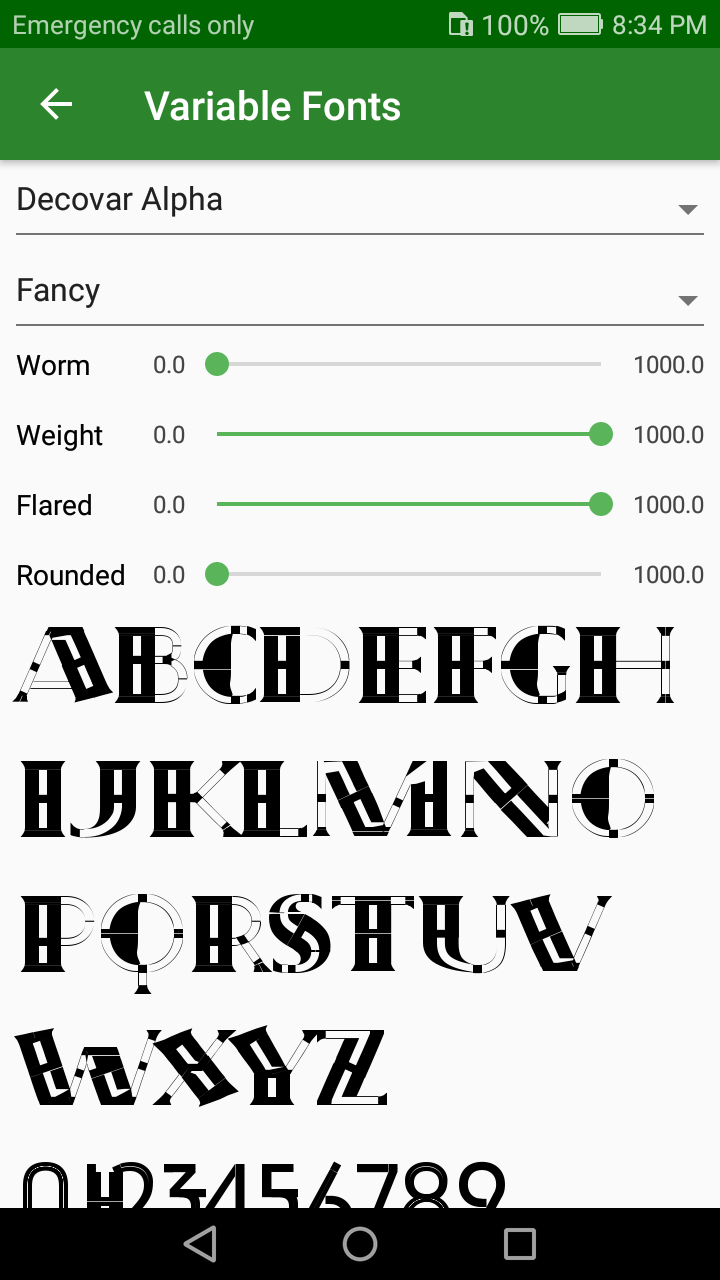 Emergency calls only 100% 8:34 PM
Variable Fonts
Decovar Alpha
Fancy
Worm 0.0 1000.0
Weight 0.0 1000.0
Flared 0.0 1000.0
Rounded 0.0 1000.0
ABCDEFGH
IJKLMNO
PQRSTUV
WXYZ
0123456789